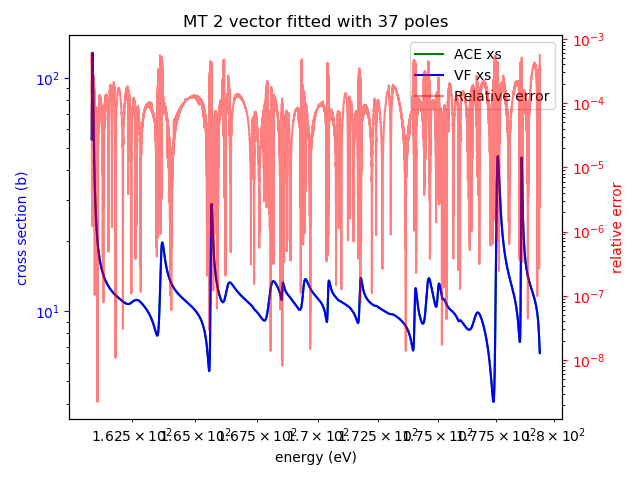 MT 2 vector fitted with 37 poles
ACE xs
VF xs
Relative error
cross section (b)
10²
10¹
relative error
10⁻³
10⁻⁴
10⁻⁵
10⁻⁶
10⁻⁷
10⁻⁸
1.625 × 10² 1.65 × 10² 1.675 × 10² 1.7 × 10² 1.725 × 10² 1.75 × 10² 1.775 × 10² 1.8 × 10²
energy (eV)